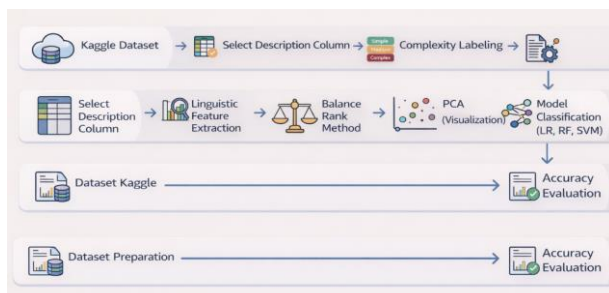 Kaggle Dataset
Select Description Column
Simple
Complex
Complexity Labeling
Select
Description
Column
Linguistic
Feature
Extraction
Balance
Rank
Method
PCA
(Visualization)
Model
Classification
(LR, RF, SVM)
Dataset Kaggle
Accuracy
Evaluation
Dataset Preparation
Accuracy
Evaluation